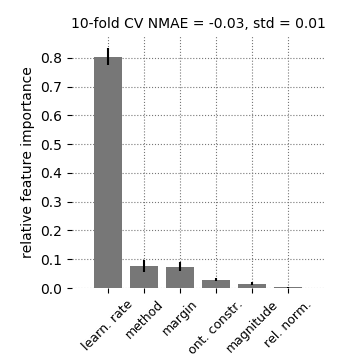 10-fold CV NMAE = -0.03, std = 0.01
relative feature importance
0.8
0.7
0.6
0.5
0.4
0.3
0.2
0.1
0.0
learn. rate
method
margin
ont. constr.
magnitude
rel. norm.